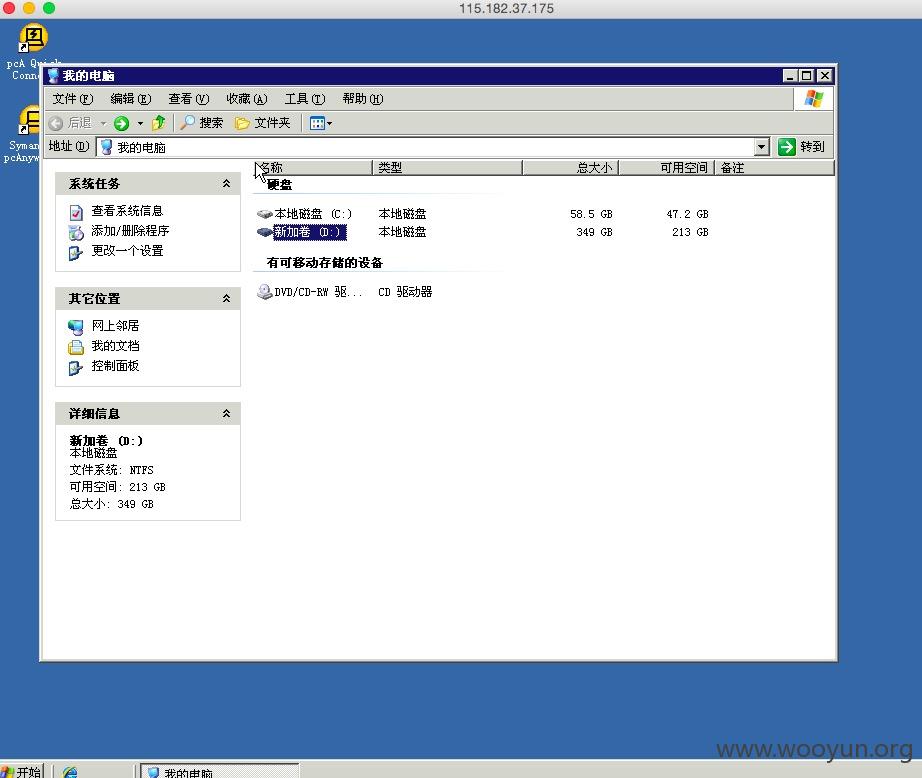 115.182.37.175
pcA Quick
Conne
Syman
pcAnyw
我的电脑
文件(F) 编辑(E) 查看(V) 收藏(A) 工具(T) 帮助(H)
后退 搜索 文件夹
地址(D) 我的电脑 转到
名称 类型 总大小 可用空间 备注
硬盘
本地磁盘 (C:) 本地磁盘 58.5 GB 47.2 GB
新加卷 (D:) 本地磁盘 349 GB 213 GB
有可移动存储的设备
DVD/CD-RW 驱... CD 驱动器
系统任务
查看系统信息
添加/删除程序
更改一个设置
其它位置
网上邻居
我的文档
控制面板
详细信息
新加卷 (D:)
本地磁盘
文件系统: NTFS
可用空间: 213 GB
总大小: 349 GB
www.wooyun.org
开始 我的电脑